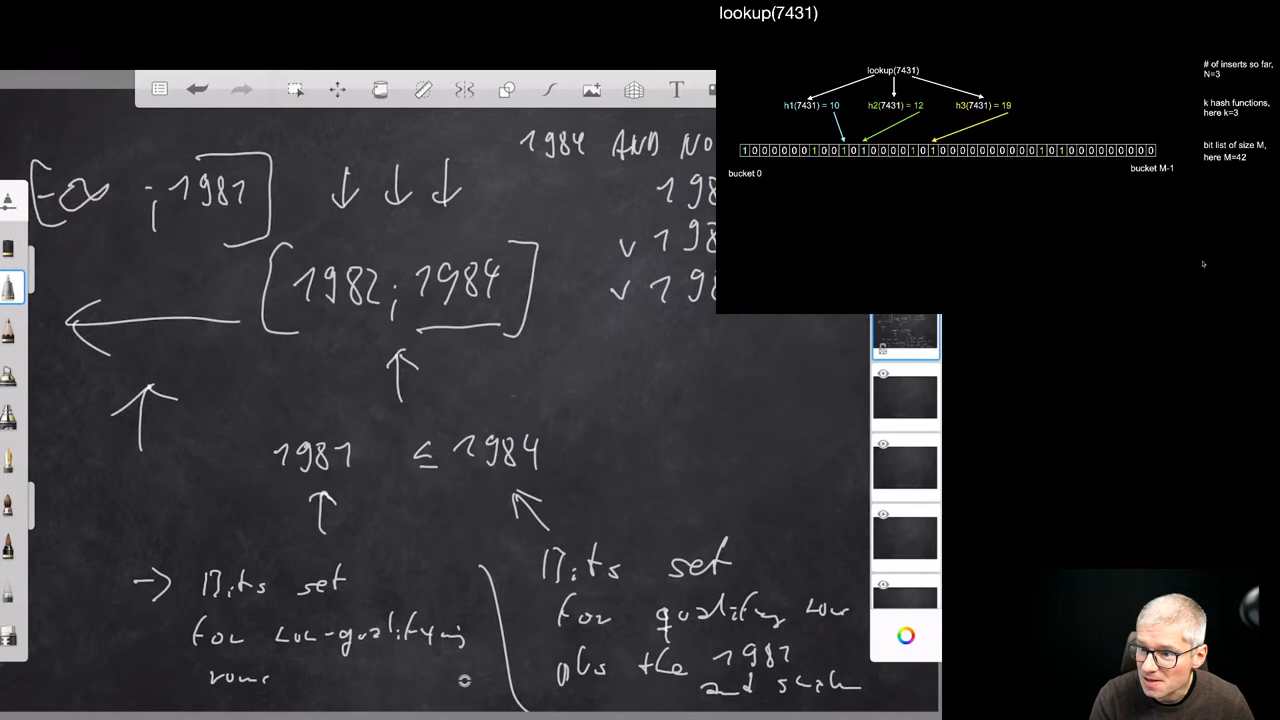 lookup(7431)
lookup(7431)
h1(7431) = 10
h2(7431) = 12
h3(7431) = 19
1000000100101010000101000000000010100000000
bucket 0
bucket M-1
# of inserts so far,
N=3
k hash functions,
here k=3
bit list of size M,
here M=42
T
1984 AND NO
[-∞ ; 1981]
198
v 198
v 198
[1982; 1984]
1981 ≤ 1984
→ Bits set
for non-qualifying
rows
Bits set
for qualifying row
plus the 1981
and smaller